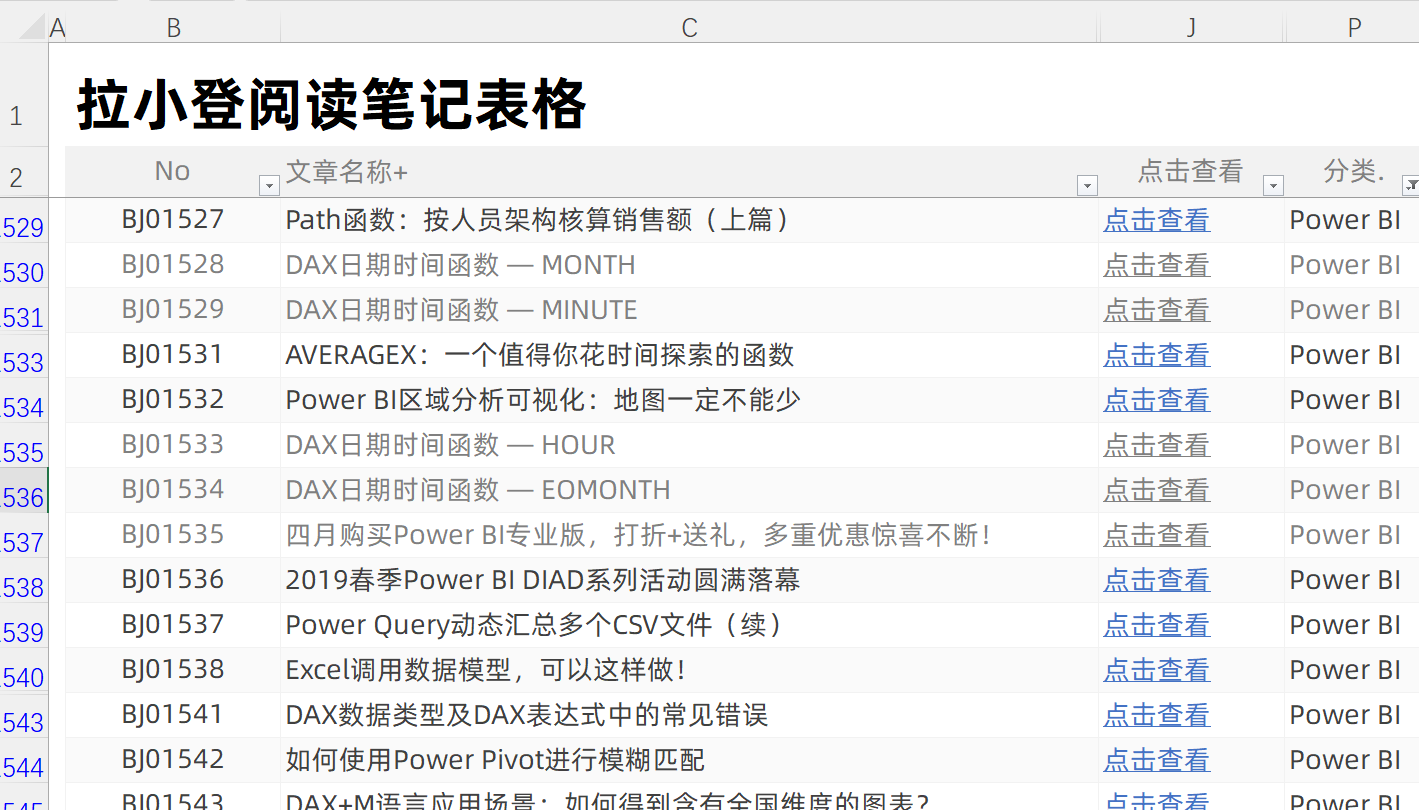 A B C J P
1 拉小登阅读笔记表格
2 No 文章名称+ 点击查看 分类.
529 BJ01527 Path函数：按人员架构核算销售额（上篇） 点击查看 Power BI
530 BJ01528 DAX日期时间函数 — MONTH 点击查看 Power BI
531 BJ01529 DAX日期时间函数 — MINUTE 点击查看 Power BI
533 BJ01531 AVERAGEX：一个值得你花时间探索的函数 点击查看 Power BI
534 BJ01532 Power BI区域分析可视化：地图一定不能少 点击查看 Power BI
535 BJ01533 DAX日期时间函数 — HOUR 点击查看 Power BI
536 BJ01534 DAX日期时间函数 — EOMONTH 点击查看 Power BI
537 BJ01535 四月购买Power BI专业版，打折+送礼，多重优惠惊喜不断！ 点击查看 Power BI
538 BJ01536 2019春季Power BI DIAD系列活动圆满落幕 点击查看 Power BI
539 BJ01537 Power Query动态汇总多个CSV文件（续） 点击查看 Power BI
540 BJ01538 Excel调用数据模型，可以这样做！ 点击查看 Power BI
543 BJ01541 DAX数据类型及DAX表达式中的常见错误 点击查看 Power BI
544 BJ01542 如何使用Power Pivot进行模糊匹配 点击查看 Power BI
545 BJ01543 DAX+M语言应用场景：如何得到含有全国维度的图表？ 点击查看 Power BI